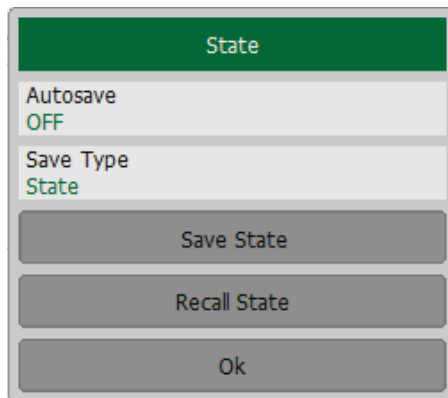 State
Autosave
OFF
Save Type
State
Save State
Recall State
Ok